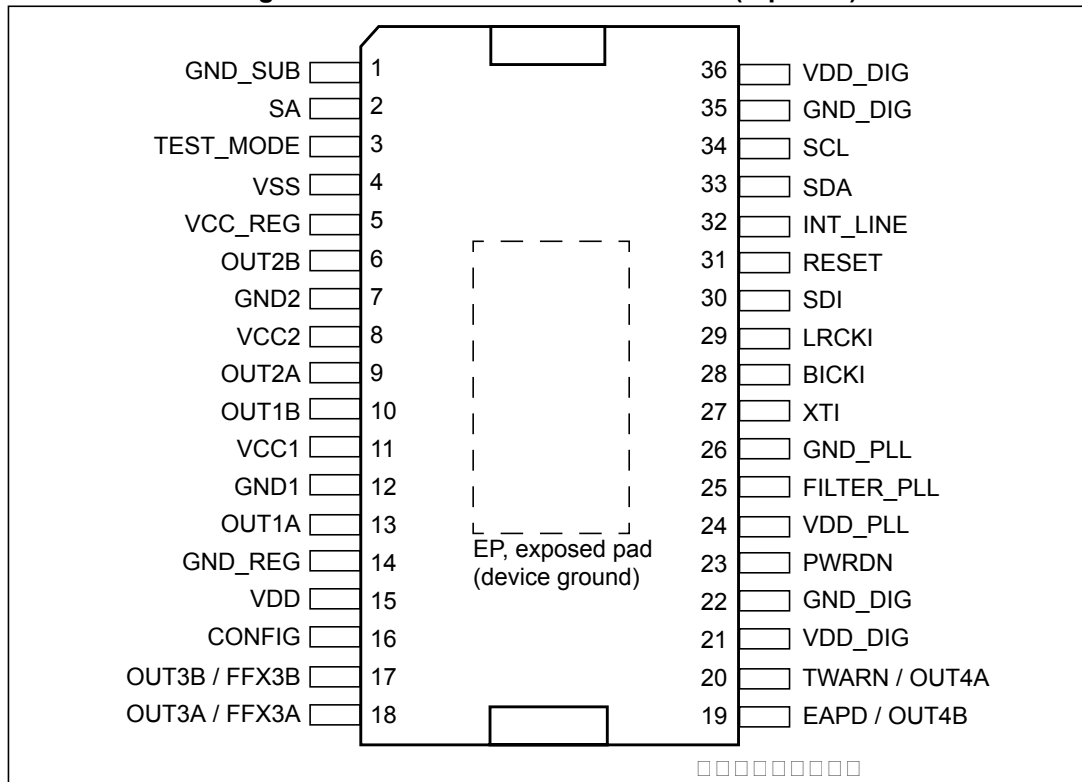 GND_SUB 1
SA 2
TEST_MODE 3
VSS 4
VCC_REG 5
OUT2B 6
GND2 7
VCC2 8
OUT2A 9
OUT1B 10
VCC1 11
GND1 12
OUT1A 13
GND_REG 14
VDD 15
CONFIG 16
OUT3B / FFX3B 17
OUT3A / FFX3A 18
EP, exposed pad
(device ground)
36 VDD_DIG
35 GND_DIG
34 SCL
33 SDA
32 INT_LINE
31 RESET
30 SDI
29 LRCKI
28 BICKI
27 XTI
26 GND_PLL
25 FILTER_PLL
24 VDD_PLL
23 PWRDN
22 GND_DIG
21 VDD_DIG
20 TWARN / OUT4A
19 EAPD / OUT4B